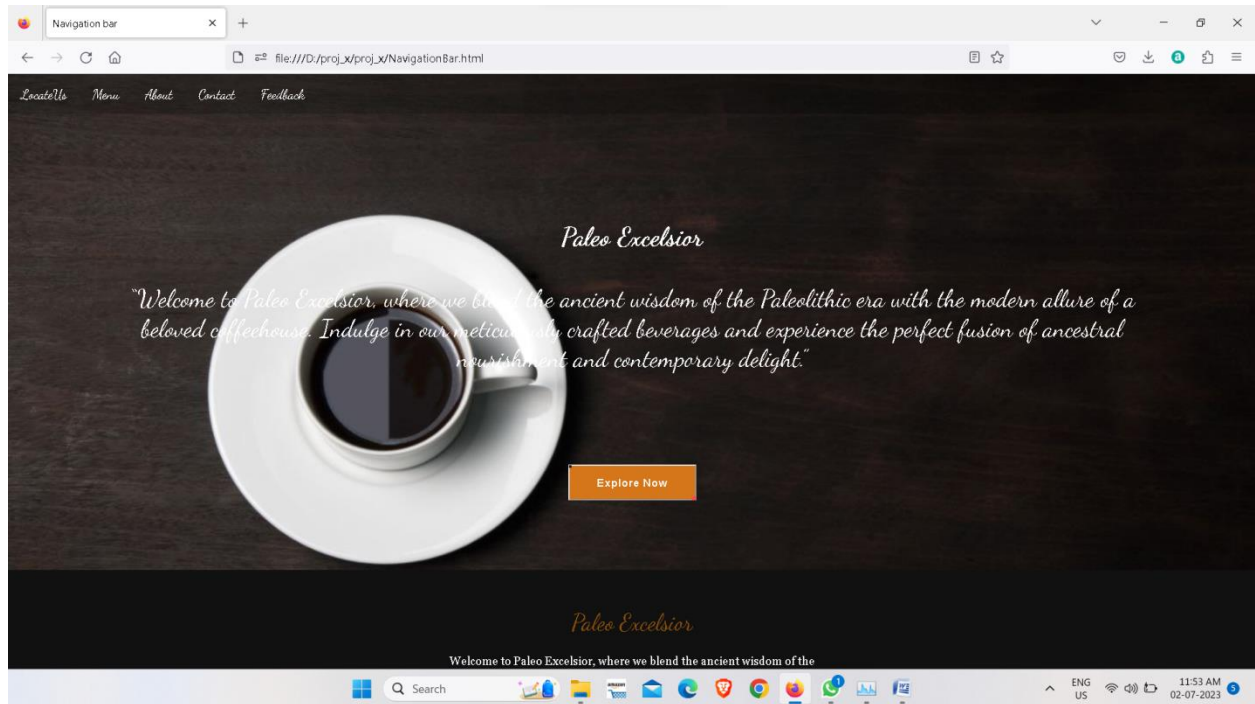 Navigation bar
file:///D:/proj_x/proj_x/NavigationBar.html
LocateUs Menu About Contact Feedback
Paleo Excelsior
"Welcome to Paleo Excelsior, where we blend the ancient wisdom of the Paleolithic era with the modern allure of a
beloved coffeehouse. Indulge in our meticulously crafted beverages and experience the perfect fusion of ancestral
nourishment and contemporary delight."
Explore Now
Paleo Excelsior
Welcome to Paleo Excelsior, where we blend the ancient wisdom of the
Search
amazon
1
ENG
US
11:53 AM
02-07-2023
5